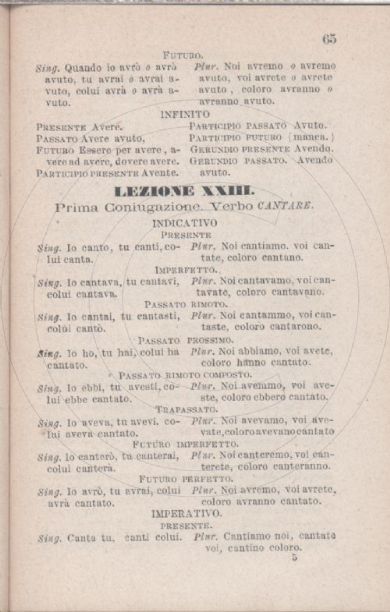 65
FUTURO.
Sing. Quando io avrò o avrà Plur. Noi avremo o avremo
avuto, tu avrai o avrai a- avuto, voi avrete o avrete
vuto, colui avrà o avrà a- avuto, coloro avranno o
vuto. avranno avuto.
INFINITO
PRESENTE Avere. PARTICIPIO PASSATO Avuto.
PASSATO Avere avuto. PARTICIPIO FUTURO (manca.)
FUTURO Essere per avere, a- GERUNDIO PRESENTE Avendo.
vere ad avere, dovere avere. GERUNDIO PASSATO. Avendo
PARTICIPIO PRESENTE Avente. avuto.
LEZIONE XXIII.
Prima Coniugazione. Verbo CANTARE.
INDICATIVO
PRESENTE
Sing. Io canto, tu canti, co- Plur. Noi cantiamo, voi can-
lui canta. tate, coloro cantano.
IMPERFETTO.
Sing. Io cantava, tu cantavi, Plur. Noi cantavamo, voi can-
colui cantava. tavate, coloro cantavano.
PASSATO RIMOTO.
Sing. Io cantai, tu cantasti, Plur. Noi cantammo, voi can-
colui cantò. taste, coloro cantarono.
PASSATO PROSSIMO.
Sing. Io ho, tu hai, colui ha Plur. Noi abbiamo, voi avete,
cantato. coloro hanno cantato.
PASSATO RIMOTO COMPOSTO.
Sing. Io ebbi, tu avesti, co- Plur. Noi avemmo, voi ave-
lui ebbe cantato. ste, coloro ebbero cantato.
TRAPASSATO.
Sing. Io aveva, tu avevi, co- Plur. Noi avevamo, voi ave-
lui aveva cantato. vate, coloro avevano cantato
FUTURO IMPERFETTO.
Sing. Io canterò, tu canterai, Plur. Noi canteremo, voi can-
colui canterà. terete, coloro canteranno.
FUTURO PERFETTO.
Sing. Io avrò, tu avrai, colui Plur. Noi avremo, voi avrete,
avrà cantato. coloro avranno cantato.
IMPERATIVO.
PRESENTE.
Sing. Canta tu, canti colui. Plur. Cantiamo noi, cantate
voi, cantino coloro.
5